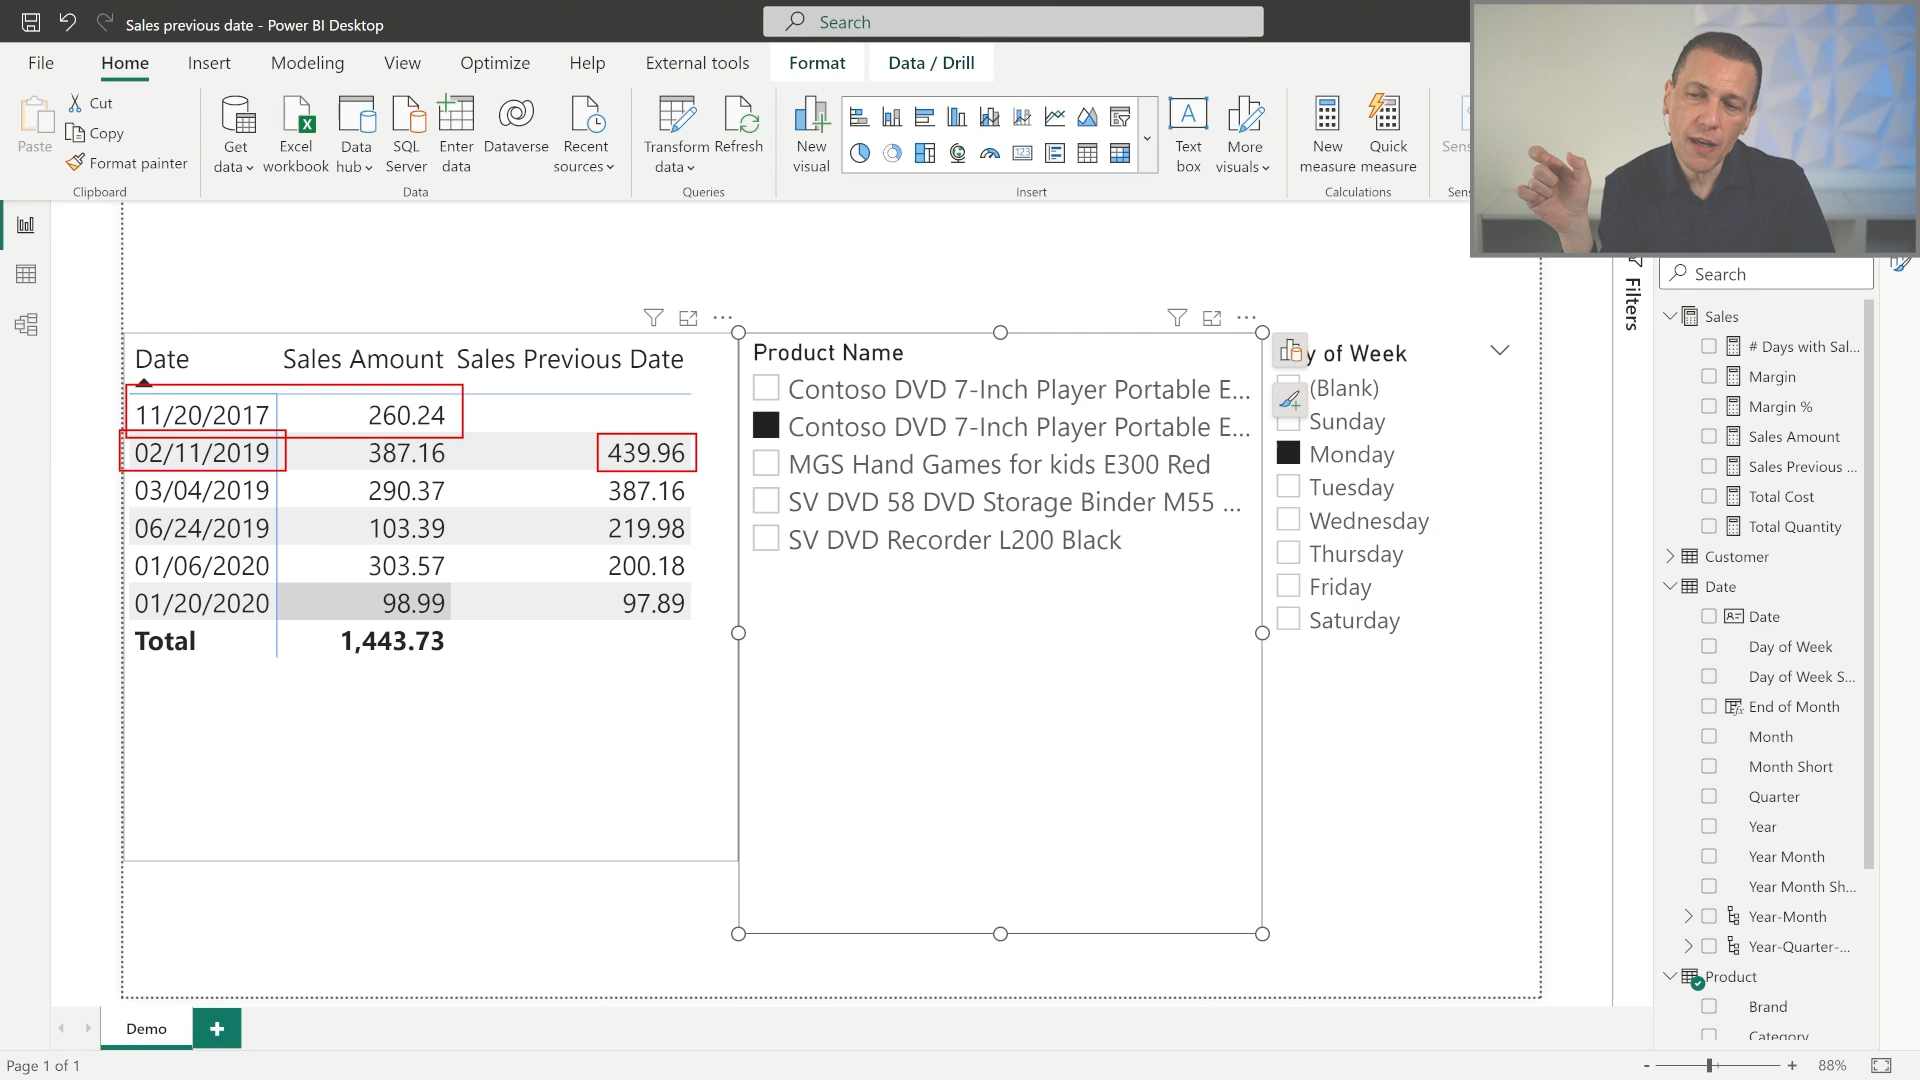 Sales previous date - Power BI Desktop
Search
File
Home
Insert
Modeling
View
Optimize
Help
External tools
Format
Data / Drill
Paste
Cut
Copy
Format painter
Clipboard
Get
data
Excel
workbook
Data
hub
SQL
Server
Enter
data
Dataverse
Recent
sources
Data
Transform
data
Refresh
Queries
New
visual
Text
box
More
visuals
Insert
New
measure
Quick
measure
Calculations
Sens
Sens
Date Sales Amount Sales Previous Date
11/20/2017 260.24
02/11/2019 387.16 439.96
03/04/2019 290.37 387.16
06/24/2019 103.39 219.98
01/06/2020 303.57 200.18
01/20/2020 98.99 97.89
Total 1,443.73
Product Name
Contoso DVD 7-Inch Player Portable E...
Contoso DVD 7-Inch Player Portable E...
MGS Hand Games for kids E300 Red
SV DVD 58 DVD Storage Binder M55 ...
SV DVD Recorder L200 Black
y of Week
(Blank)
Sunday
Monday
Tuesday
Wednesday
Thursday
Friday
Saturday
Filters
Search
Sales
# Days with Sal...
Margin
Margin %
Sales Amount
Sales Previous ...
Total Cost
Total Quantity
Customer
Date
Date
Day of Week
Day of Week S...
End of Month
Month
Month Short
Quarter
Year
Year Month
Year Month Sh...
Year-Month
Year-Quarter-...
Product
Brand
Category
Demo
Page 1 of 1
- + 88%